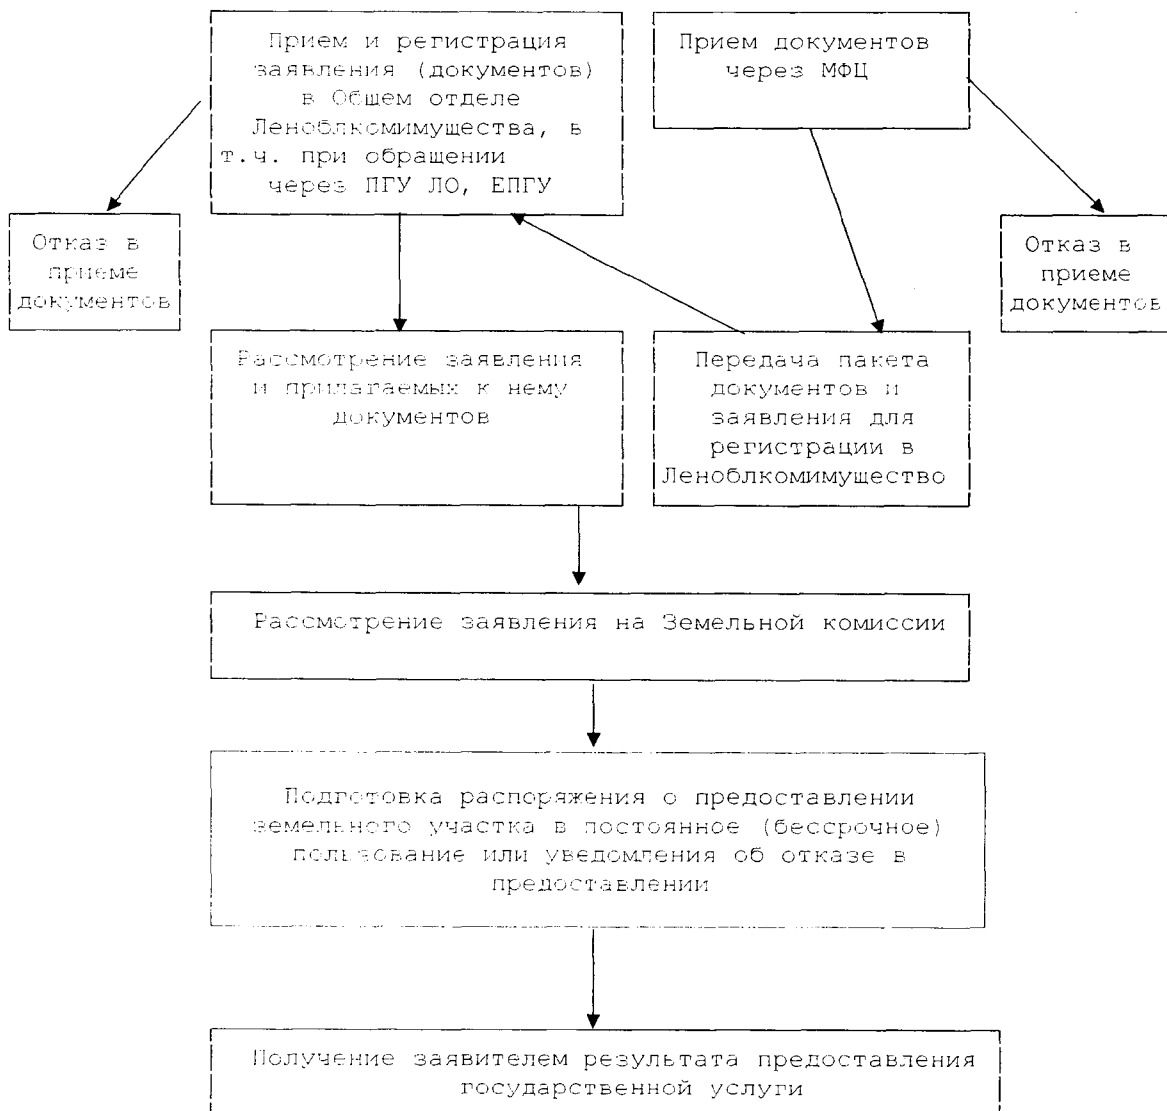 Прием и регистрация
заявления (документов)
в Общем отделе
Леноблкомимущества, в
т.ч. при обращении
через ПГУ ЛО, ЕПГУ
Прием документов
через МФЦ
Отказ в
приеме
документов
Отказ в
приеме
документов
Рассмотрение заявления
и прилагаемых к нему
документов
Передача пакета
документов и
заявления для
регистрации в
Леноблкомимущество
Рассмотрение заявления на Земельной комиссии
Подготовка распоряжения о предоставлении
земельного участка в постоянное (бессрочное)
пользование или уведомления об отказе в
предоставлении
Получение заявителем результата предоставления
государственной услуги